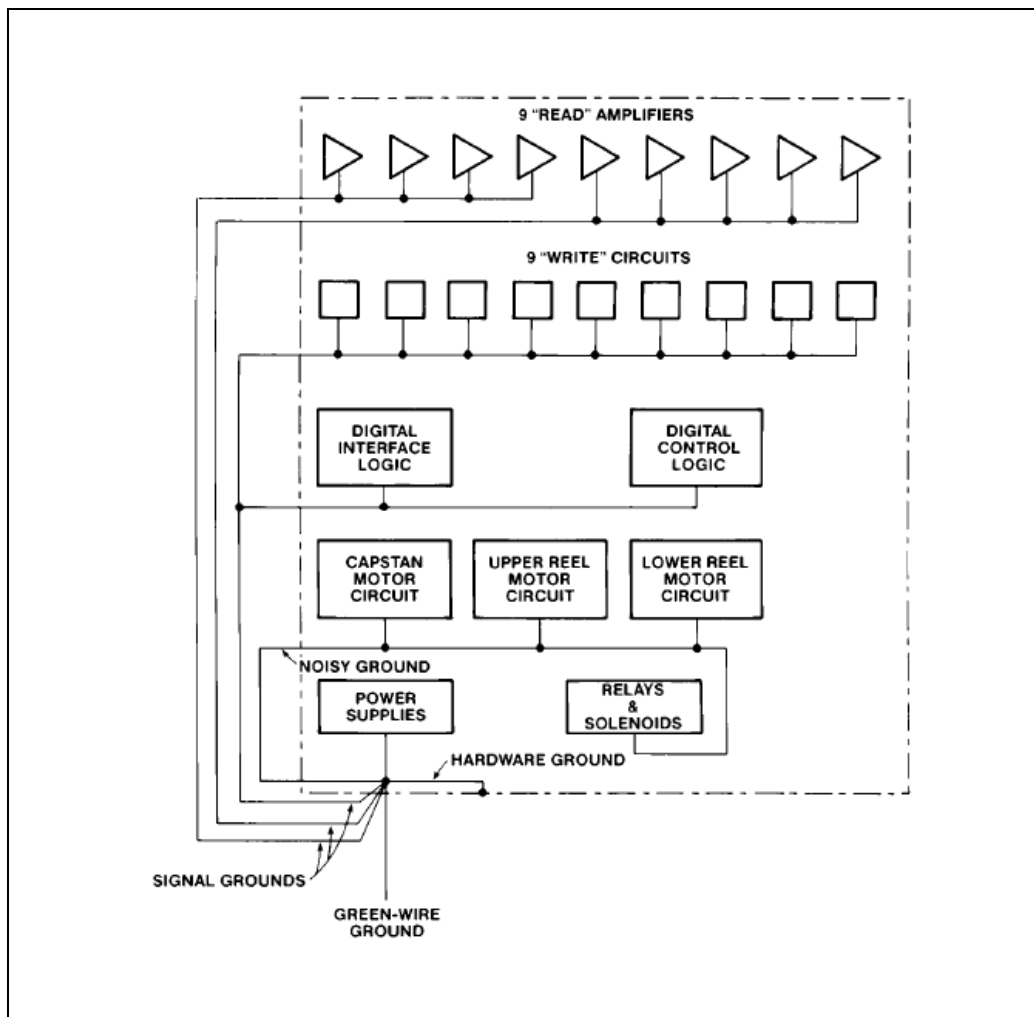 9 "READ" AMPLIFIERS
9 "WRITE" CIRCUITS
DIGITAL
INTERFACE
LOGIC
DIGITAL
CONTROL
LOGIC
CAPSTAN
MOTOR
CIRCUIT
UPPER REEL
MOTOR
CIRCUIT
LOWER REEL
MOTOR
CIRCUIT
NOISY GROUND
POWER
SUPPLIES
RELAYS
&
SOLENOIDS
HARDWARE GROUND
SIGNAL GROUNDS
GREEN-WIRE
GROUND